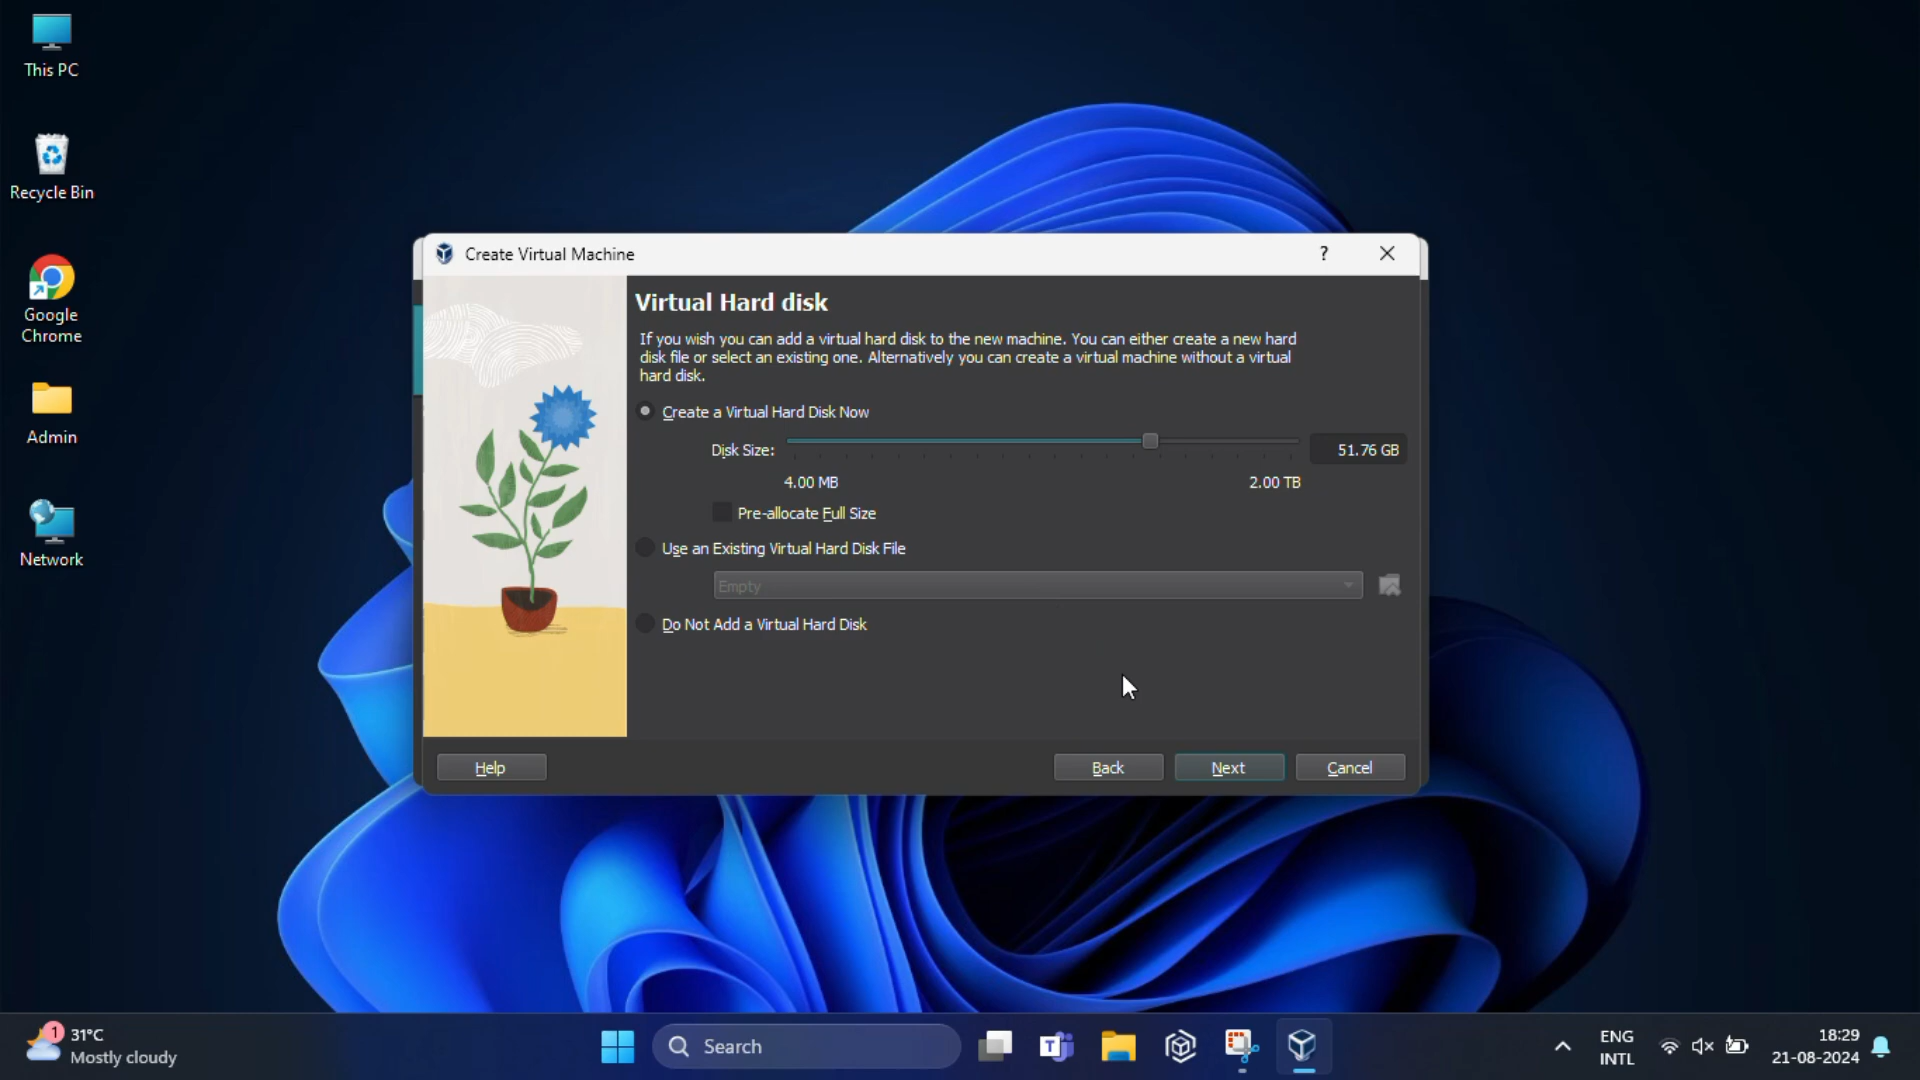 This PC
Recycle Bin
Google
Chrome
Admin
Network
Create Virtual Machine
?
Virtual Hard disk
If you wish you can add a virtual hard disk to the new machine. You can either create a new hard
disk file or select an existing one. Alternatively you can create a virtual machine without a virtual
hard disk.
Create a Virtual Hard Disk Now
Disk Size:
51.76 GB
4.00 MB
2.00 TB
Pre-allocate Full Size
Use an Existing Virtual Hard Disk File
Empty
Do Not Add a Virtual Hard Disk
Help
Back
Next
Cancel
1
31°C
Mostly cloudy
Search
T
ENG
INTL
18:29
21-08-2024